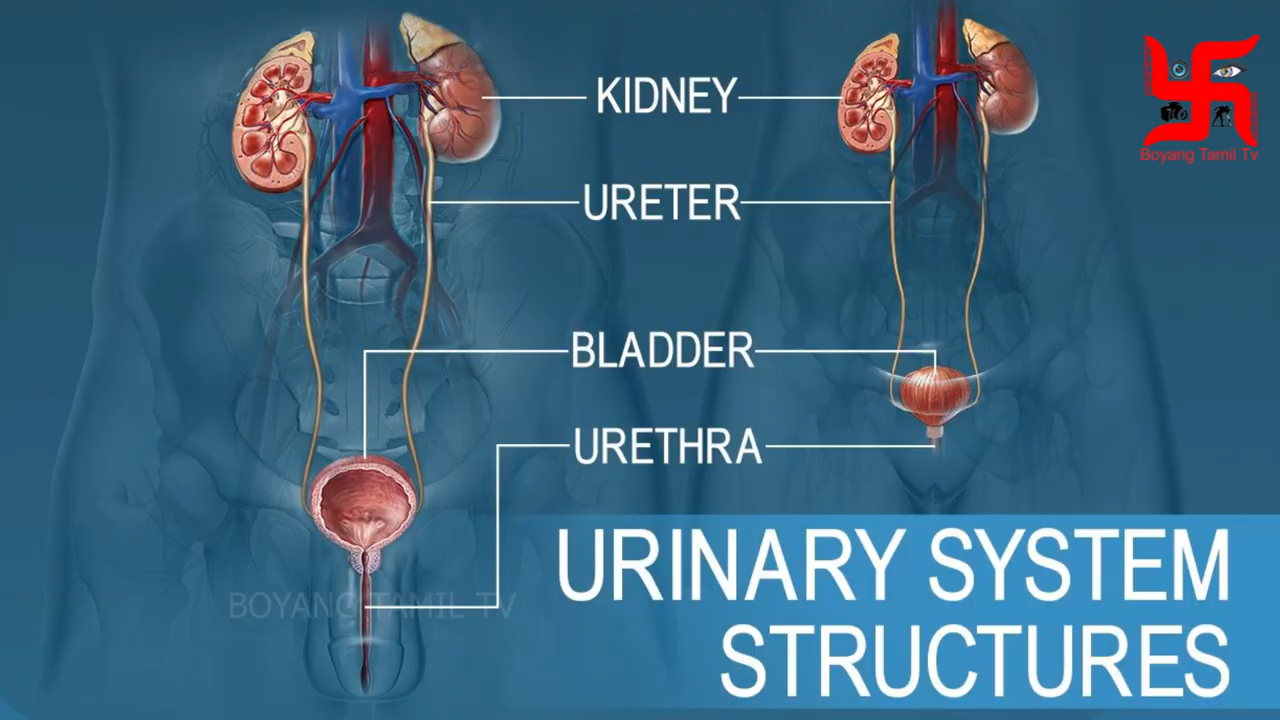 KIDNEY
Boyang Tamil Tv
URETER
BLADDER
URETHRA
URINARY SYSTEM
STRUCTURES
BOYANG TAMIL TV